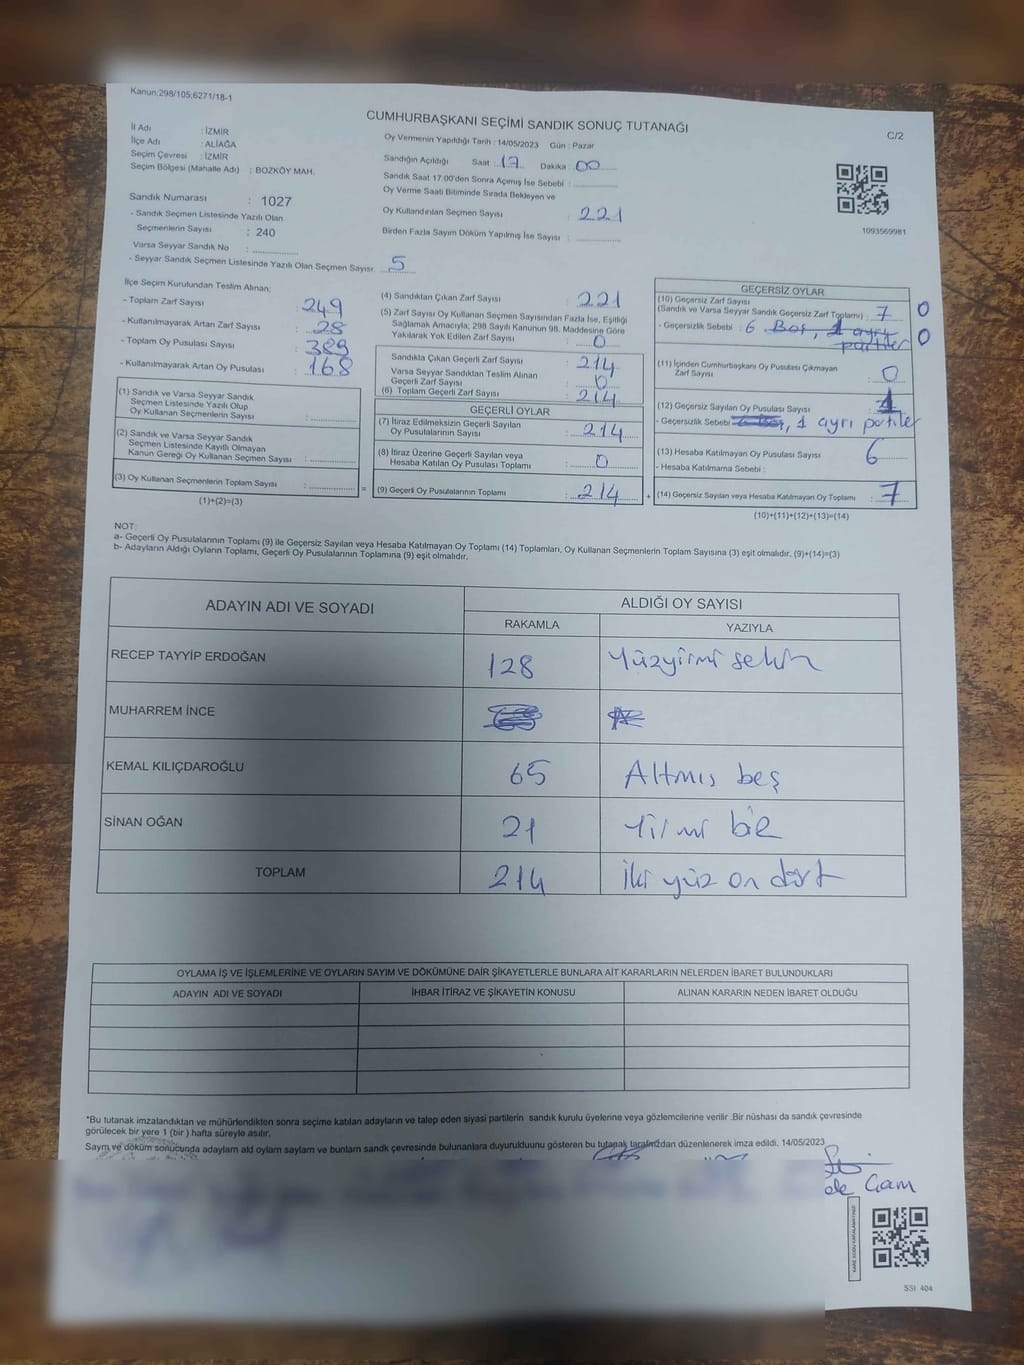 Kanun:298/105;6271/18-1
CUMHURBAŞKANI SEÇİMİ SANDIK SONUÇ TUTANAĞI
C/2
İl Adı : İZMİR
İlçe Adı : ALİAĞA
Seçim Çevresi : İZMİR
Seçim Bölgesi (Mahalle Adı) : BOZKÖY MAH.
Sandık Numarası : 1027
- Sandık Seçmen Listesinde Yazılı Olan
Seçmenlerin Sayısı : 240
Varsa Seyyar Sandık No :
- Seyyar Sandık Seçmen Listesinde Yazılı Olan Seçmen Sayısı: 5
Oy Vermenin Yapıldığı Tarih : 14/05/2023 Gün : Pazar
Sandığın Açıldığı Saat : 17 Dakika : 00
Sandık Saat 17:00'den Sonra Açımış İse Sebebi :
Oy Verme Saati Bitiminde Sırada Bekleyen ve
Oy Kullandırılan Seçmen Sayısı : 221
Birden Fazla Sayım Döküm Yapılmış İse Sayısı :
1093569981
İlçe Seçim Kurulundan Teslim Alınan;
- Toplam Zarf Sayısı : 249
- Kullanılmayarak Artan Zarf Sayısı : 28
- Toplam Oy Pusulası Sayısı : 389
- Kullanılmayarak Artan Oy Pusulası : 168
(1) Sandık ve Varsa Seyyar Sandık
Seçmen Listesinde Yazılı Olup
Oy Kullanan Seçmenlerin Sayısı :
(2) Sandık ve Varsa Seyyar Sandık
Seçmen Listesinde Kayıtlı Olmayan
Kanun Gereği Oy Kullanan Seçmen Sayısı :
(3) Oy Kullanan Seçmenlerin Toplam Sayısı : =
(1)+(2)=(3)
(4) Sandıktan Çıkan Zarf Sayısı : 221
(5) Zarf Sayısı Oy Kullanan Seçmen Sayısından Fazla İse, Eşitliği
Sağlamak Amacıyla; 298 Sayılı Kanunun 98. Maddesine Göre
Yakılarak Yok Edilen Zarf Sayısı : 0
Sandıkla Çıkan Geçerli Zarf Sayısı : 214
Varsa Seyyar Sandıktan Teslim Alınan
Geçerli Zarf Sayısı : 0
(6) Toplam Geçerli Zarf Sayısı : 214
GEÇERLİ OYLAR
(7) İtiraz Edilmeksizin Geçerli Sayılan
Oy Pusulalarının Sayısı : 214
(8) İtiraz Üzerine Geçerli Sayılan veya
Hesaba Katılan Oy Pusulası Toplamı : 0
(9) Geçerli Oy Pusulalarının Toplamı : 214 +
GEÇERSİZ OYLAR
(10) Geçersiz Zarf Sayısı
(Sandık ve Varsa Seyyar Sandık Geçersiz Zarf Toplamı) : 7 0
- Geçersizlik Sebebi : 6 Boş, 1 ayrı 0
partiler
(11) İçinden Cumhurbaşkanı Oy Pusulası Çıkmayan
Zarf Sayısı : 0
(12) Geçersiz Sayılan Oy Pusulası Sayısı : 1
- Geçersizlik Sebebi : 6 Boş, 1 ayrı patiler
(13) Hesaba Katılmayan Oy Pusulası Sayısı : 6
- Hesaba Katılmama Sebebi :
(14) Geçersiz Sayılan veya Hesaba Katılmayan Oy Toplamı : 7
(10)+(11)+(12)+(13)=(14)
NOT:
a- Geçerli Oy Pusulasının Toplamı (9) ile Geçersiz Sayılan veya Hesaba Katılmayan Oy Toplamı (14) Toplamları, Oy Kullanan Seçmenlerin Toplam Sayısına (3) eşit olmalıdır. (9)+(14)=(3)
b- Adayların Aldığı Oyların Toplamı, Geçerli Oy Pusulalarının Toplamına (9) eşit olmalıdır.
ADAYIN ADI VE SOYADI
ALDIĞI OY SAYISI
RAKAMLA YAZIYLA
RECEP TAYYİP ERDOĞAN 128 Yüzyirmi sekiz
MUHARREM İNCE
KEMAL KILIÇDAROĞLU 65 Altmış beş
SİNAN OĞAN 21 Yirmi bir
TOPLAM 214 iki yüz on dört
OYLAMA İŞ VE İŞLEMLERİNE VE OYLARIN SAYIM VE DÖKÜMÜNE DAİR ŞİKAYETLERLE BUNLARA AİT KARARLARIN NELERDEN İBARET BULUNDUKLARI
ADAYIN ADI VE SOYADI İHBAR İTİRAZ VE ŞİKAYETİN KONUSU ALINAN KARARIN NEDEN İBARET OLDUĞU
*Bu tutanak imzalandıktan ve mühürlendikten sonra seçime katılan adayların ve talep eden siyasi partilerin sandık kurulu üyelerine veya gözlemcilerine verilir .Bir nüshası da sandık çevresinde
görülecek bir yere 1 (bir ) hafta süreyle asılır.
Sayım ve döküm sonucunda adayların aldı oyların sayların ve bunların sandk çevresinde bulunanlara duyurulduunu gösteren bu tutanak tarafmızdan düzenlenerek imza edildi. 14/05/2023
SSI 404